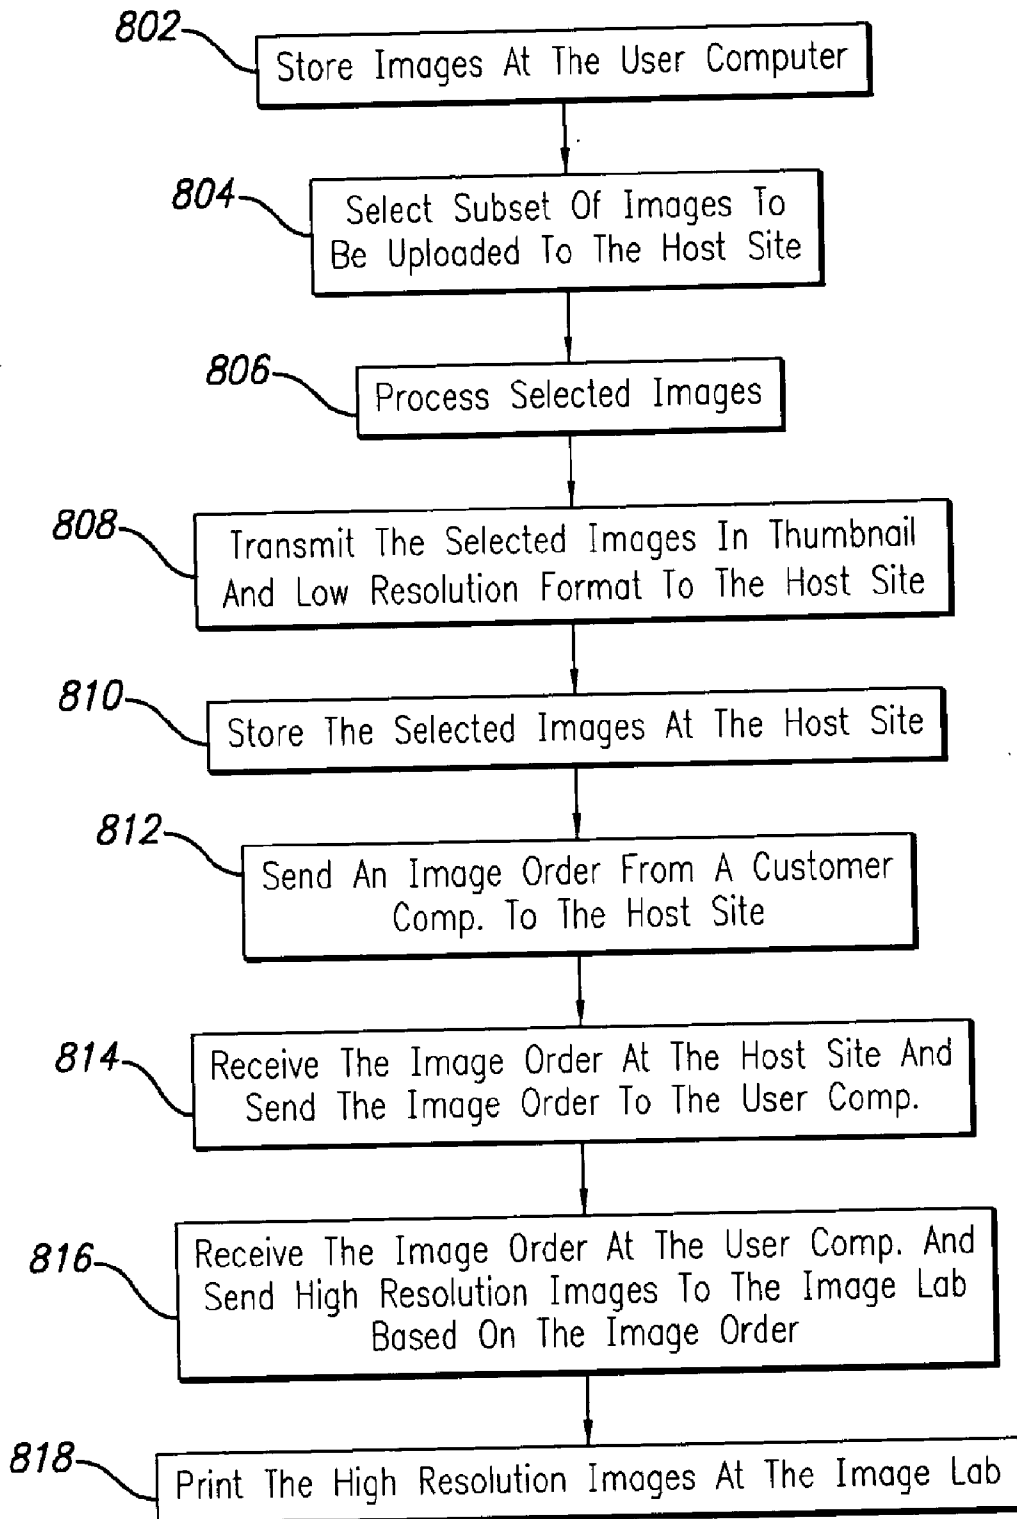 802
Store Images At The User Computer
804
Select Subset Of Images To
Be Uploaded To The Host Site
806
Process Selected Images
808
Transmit The Selected Images In Thumbnail
And Low Resolution Format To The Host Site
810
Store The Selected Images At The Host Site
812
Send An Image Order From A Customer
Comp. To The Host Site
814
Receive The Image Order At The Host Site And
Send The Image Order To The User Comp.
816
Receive The Image Order At The User Comp. And
Send High Resolution Images To The Image Lab
Based On The Image Order
818
Print The High Resolution Images At The Image Lab